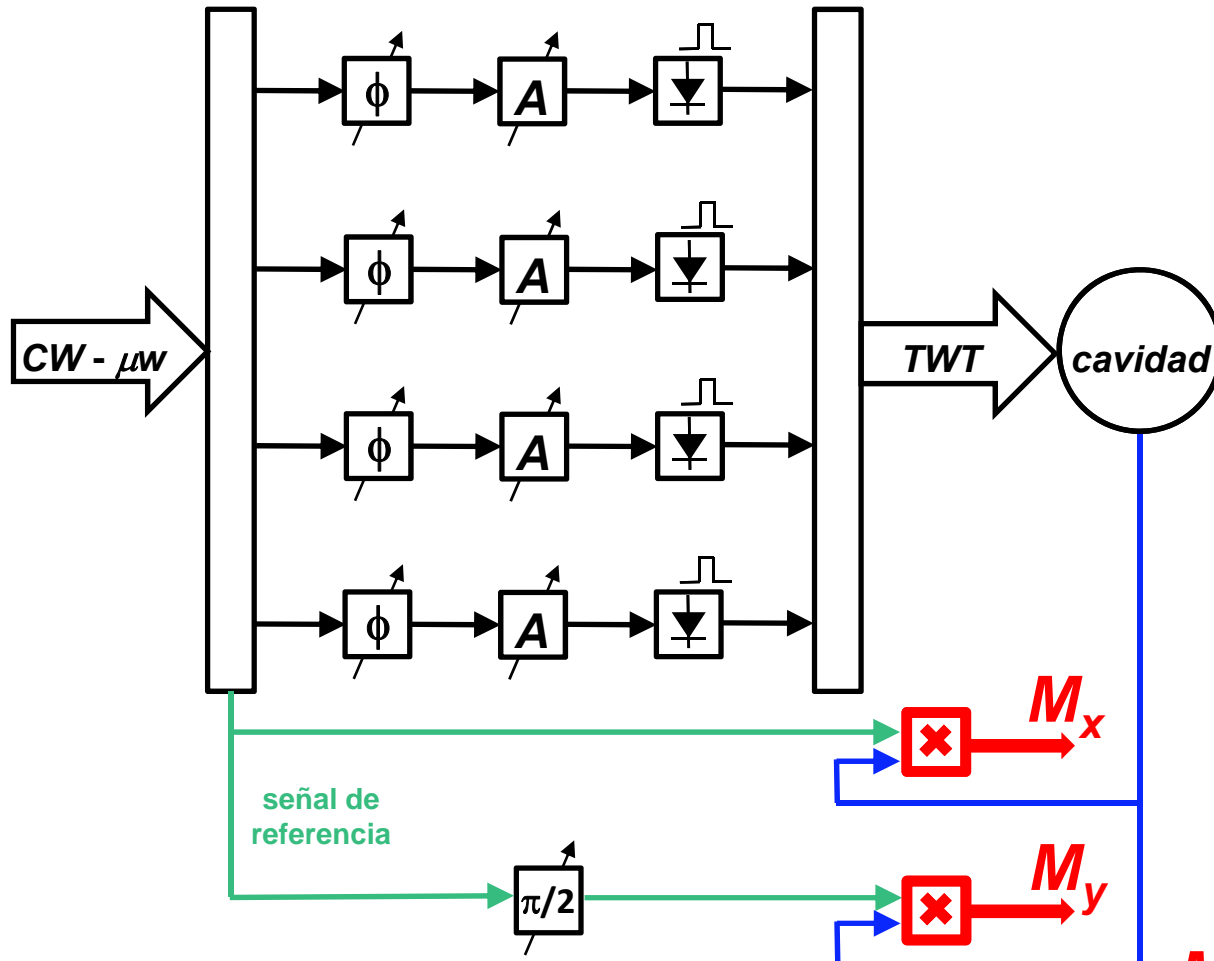 ϕ A
ϕ A
CW - μw
TWT
cavidad
ϕ A
ϕ A
Mx
señal de
referencia
π/2
My